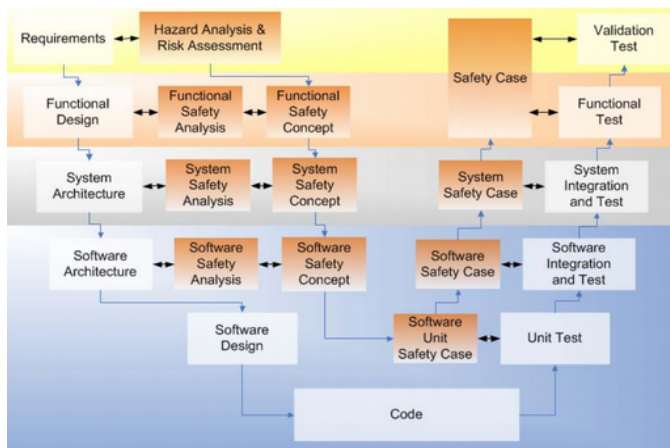 Requirements
Hazard Analysis &
Risk Assessment
Safety Case
Validation
Test
Functional
Design
Functional
Safety
Analysis
Functional
Safety
Concept
Functional
Test
System
Architecture
System
Safety
Analysis
System
Safety
Concept
System
Safety Case
System
Integration
and Test
Software
Architecture
Software
Safety
Analysis
Software
Safety
Concept
Software
Safety Case
Software
Integration
and Test
Software
Design
Software
Unit
Safety Case
Unit Test
Code